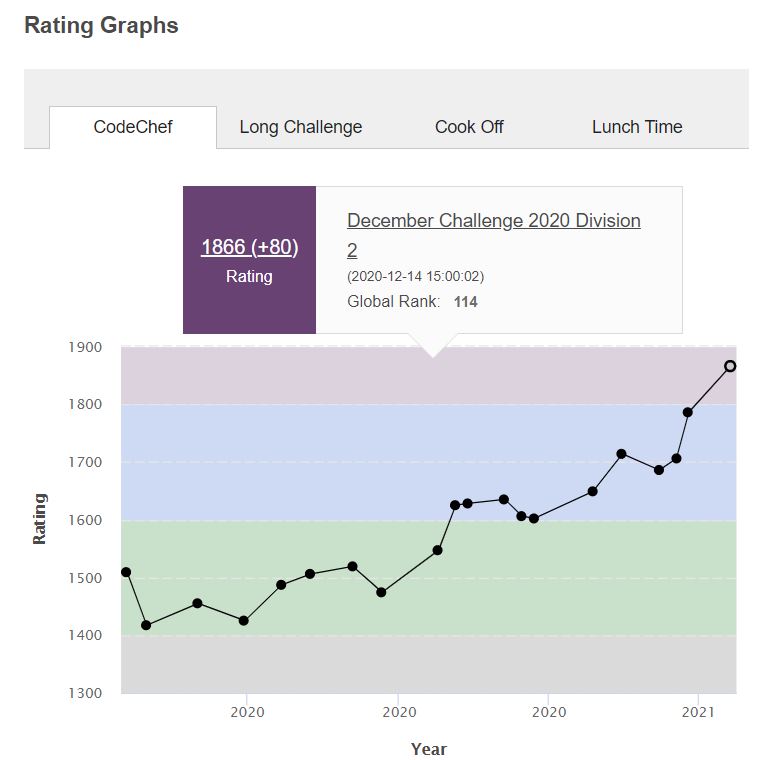 Rating Graphs
CodeChef Long Challenge Cook Off Lunch Time
1866 (+80)
Rating
December Challenge 2020 Division
2
(2020-12-14 15:00:02)
Global Rank: 114
1900
1800
1700
1600
1500
1400
1300
Rating
2020 2020 2020 2021
Year